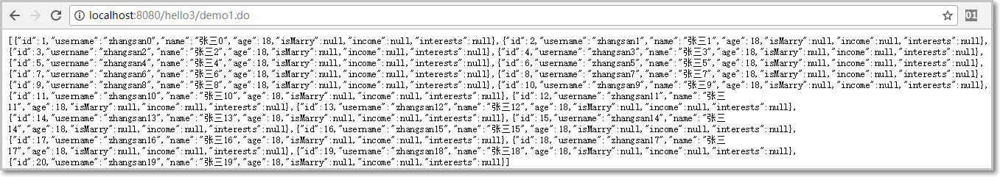 localhost:8080/hello3/demo1.do
01
[{"id":1,"username":"zhangsan0","name":"张三0","age":18,"isMarry":null,"income":null,"interests":null},{"id":2,"username":"zhangsan1","name":"张三1","age":18,"isMarry":null,"income":null,"interests":null},
{"id":3,"username":"zhangsan2","name":"张三2","age":18,"isMarry":null,"income":null,"interests":null},{"id":4,"username":"zhangsan3","name":"张三3","age":18,"isMarry":null,"income":null,"interests":null},
{"id":5,"username":"zhangsan4","name":"张三4","age":18,"isMarry":null,"income":null,"interests":null},{"id":6,"username":"zhangsan5","name":"张三5","age":18,"isMarry":null,"income":null,"interests":null},
{"id":7,"username":"zhangsan6","name":"张三6","age":18,"isMarry":null,"income":null,"interests":null},{"id":8,"username":"zhangsan7","name":"张三7","age":18,"isMarry":null,"income":null,"interests":null},
{"id":9,"username":"zhangsan8","name":"张三8","age":18,"isMarry":null,"income":null,"interests":null},{"id":10,"username":"zhangsan9","name":"张三9","age":18,"isMarry":null,"income":null,"interests":null},
{"id":11,"username":"zhangsan10","name":"张三10","age":18,"isMarry":null,"income":null,"interests":null},{"id":12,"username":"zhangsan11","name":"张三
11","age":18,"isMarry":null,"income":null,"interests":null},{"id":13,"username":"zhangsan12","name":"张三12","age":18,"isMarry":null,"income":null,"interests":null},
{"id":14,"username":"zhangsan13","name":"张三13","age":18,"isMarry":null,"income":null,"interests":null},{"id":15,"username":"zhangsan14","name":"张三
14","age":18,"isMarry":null,"income":null,"interests":null},{"id":16,"username":"zhangsan15","name":"张三15","age":18,"isMarry":null,"income":null,"interests":null},
{"id":17,"username":"zhangsan16","name":"张三16","age":18,"isMarry":null,"income":null,"interests":null},{"id":18,"username":"zhangsan17","name":"张三
17","age":18,"isMarry":null,"income":null,"interests":null},{"id":19,"username":"zhangsan18","name":"张三18","age":18,"isMarry":null,"income":null,"interests":null},
{"id":20,"username":"zhangsan19","name":"张三19","age":18,"isMarry":null,"income":null,"interests":null}]